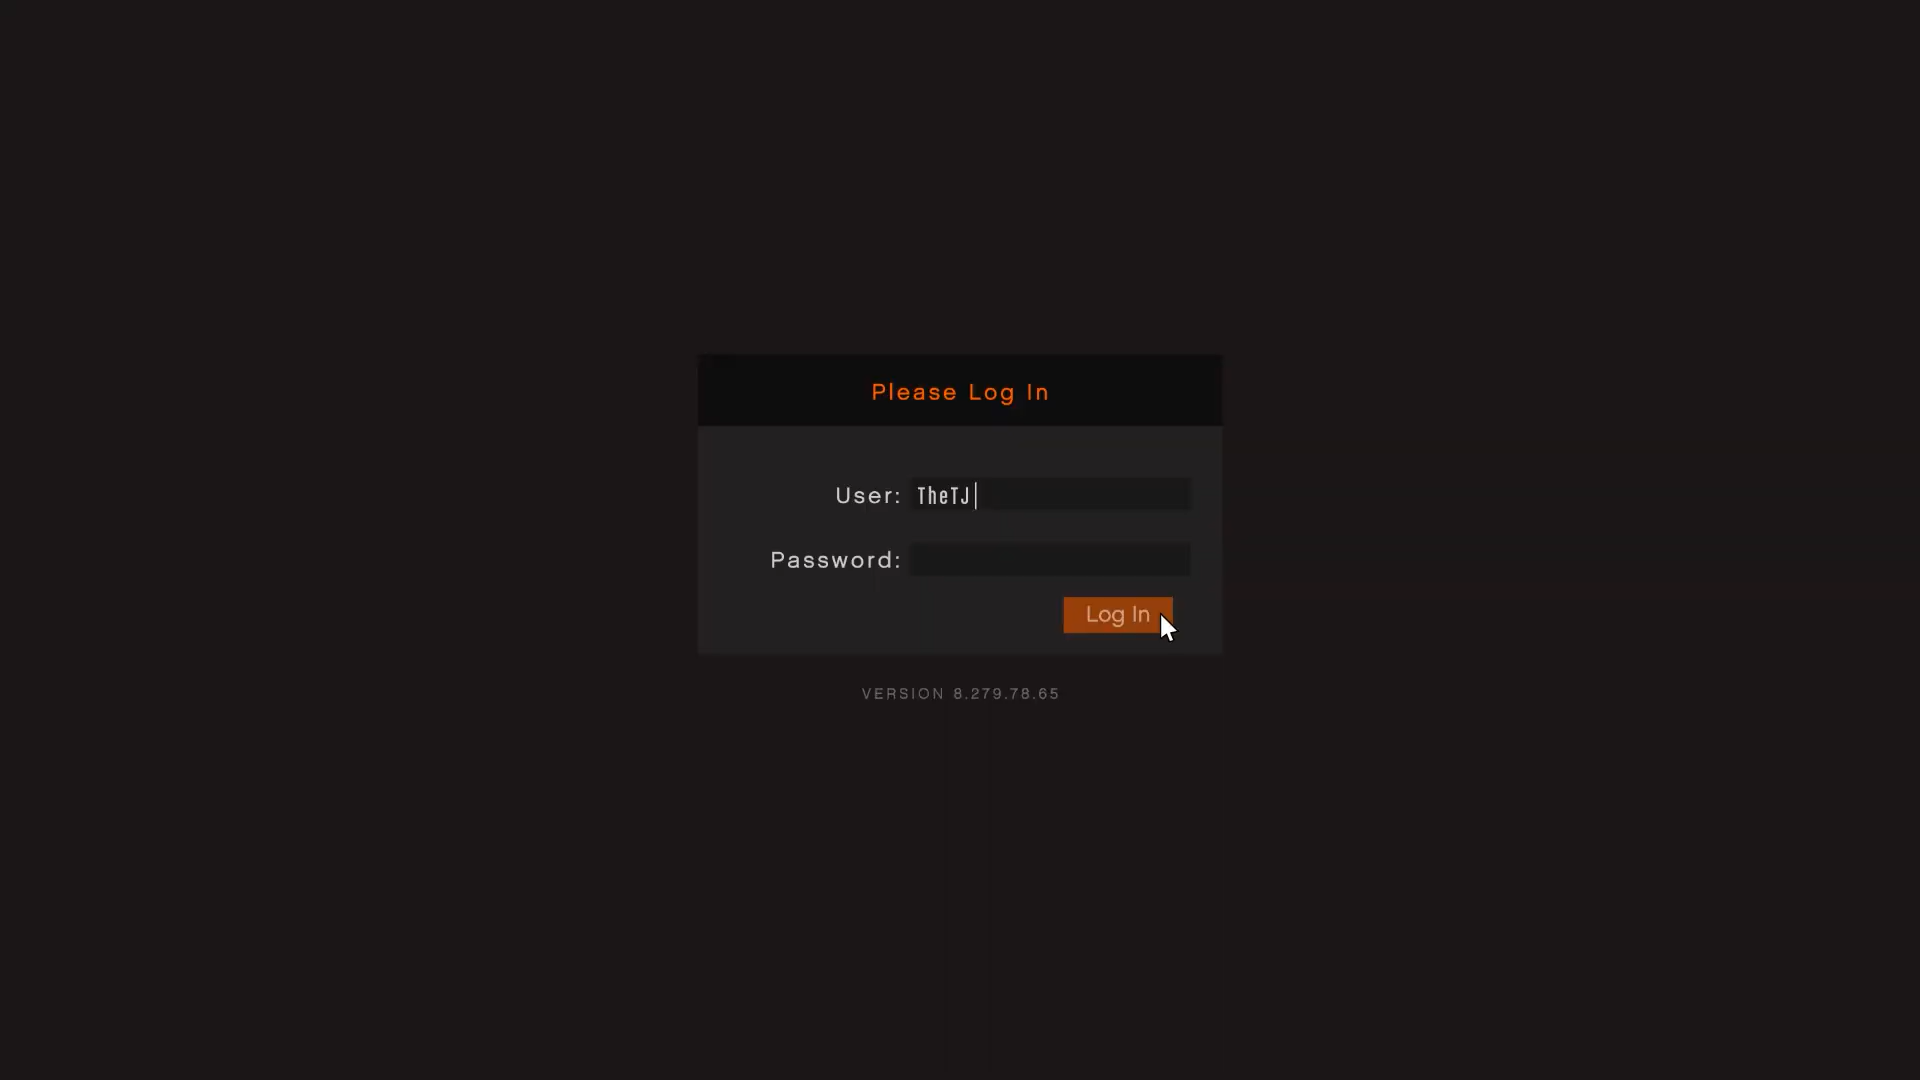 Please Log In
User: TheTJ
Password:
Log In
VERSION 8.279.78.65